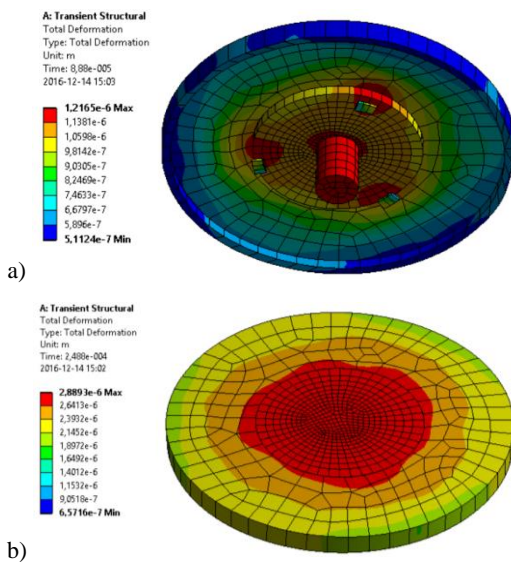 A: Transient Structural
Total Deformation
Type: Total Deformation
Unit: m
Time: 8,88e-005
2016-12-14 15:03
1,2165e-6 Max
1,1381e-6
1,0598e-6
9,8142e-7
9,0305e-7
8,2469e-7
7,4633e-7
6,6797e-7
5,896e-7
5,1124e-7 Min
a)
A: Transient Structural
Total Deformation
Type: Total Deformation
Unit: m
Time: 2,488e-004
2016-12-14 15:02
2,8893e-6 Max
2,6413e-6
2,3932e-6
2,1452e-6
1,8972e-6
1,6492e-6
1,4012e-6
1,1532e-6
9,0518e-7
6,5716e-7 Min
b)